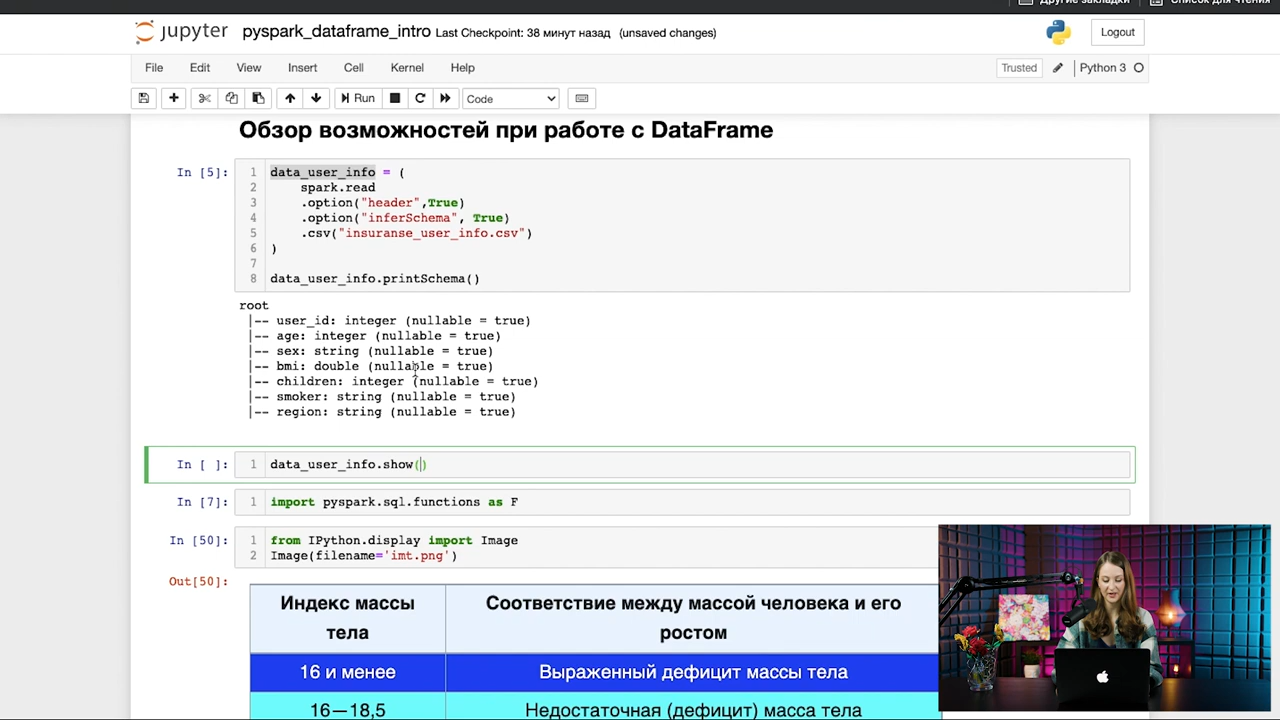 Другие закладки Список для чтения
jupyter pyspark_dataframe_intro Last Checkpoint: 38 минут назад (unsaved changes) Logout
File Edit View Insert Cell Kernel Help Trusted Python 3
Run Code
Обзор возможностей при работе с DataFrame
In [5]: 1 data_user_info = (
2 spark.read
3 .option("header",True)
4 .option("inferSchema", True)
5 .csv("insuranse_user_info.csv")
6 )
7
8 data_user_info.printSchema()
root
|-- user_id: integer (nullable = true)
|-- age: integer (nullable = true)
|-- sex: string (nullable = true)
|-- bmi: double (nullable = true)
|-- children: integer (nullable = true)
|-- smoker: string (nullable = true)
|-- region: string (nullable = true)
In [ ]: 1 data_user_info.show()
In [7]: 1 import pyspark.sql.functions as F
In [50]: 1 from IPython.display import Image
2 Image(filename='imt.png')
Out[50]:
Индекс массы тела
Соответствие между массой человека и его ростом
16 и менее Выраженный дефицит массы тела
16—18,5 Недостаточная (дефицит) масса тела